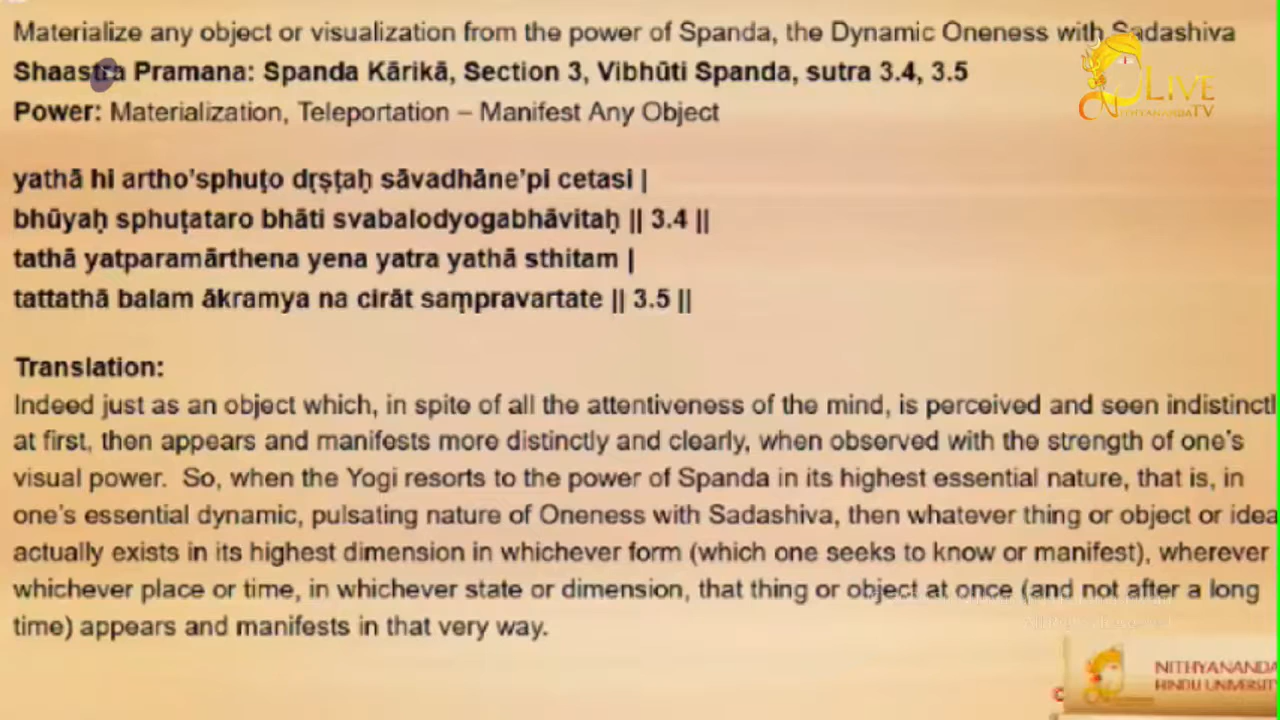 Materialize any object or visualization from the power of Spanda, the Dynamic Oneness with Sadashiva
Shaastra Pramana: Spanda Kārikā, Section 3, Vibhūti Spanda, sutra 3.4, 3.5
Power: Materialization, Teleportation – Manifest Any Object
yathā hi artho'sphuṭo dṛṣṭaḥ sāvadhāne'pi cetasi |
bhūyaḥ sphuṭataro bhāti svabalodyogabhāvitaḥ || 3.4 ||
tathā yatparamārthena yena yatra yathā sthitam |
tattathā balam ākramya na cirāt saṃpravartate || 3.5 ||
Translation:
Indeed just as an object which, in spite of all the attentiveness of the mind, is perceived and seen indistinctl
at first, then appears and manifests more distinctly and clearly, when observed with the strength of one's
visual power. So, when the Yogi resorts to the power of Spanda in its highest essential nature, that is, in
one's essential dynamic, pulsating nature of Oneness with Sadashiva, then whatever thing or object or idea
actually exists in its highest dimension in whichever form (which one seeks to know or manifest), wherever
whichever place or time, in whichever state or dimension, that thing or object at once (and not after a long
time) appears and manifests in that very way.
LIVE
NITHYANANDATV
NITHYANANDA
HINDU UNIVERSIT